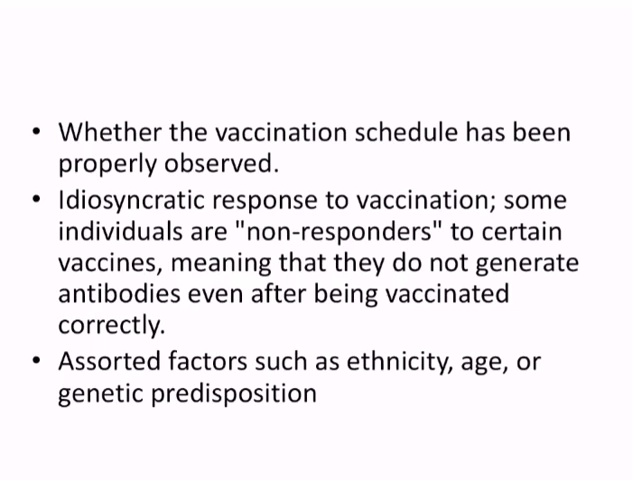 • Whether the vaccination schedule has been
properly observed.
• Idiosyncratic response to vaccination; some
individuals are "non-responders" to certain
vaccines, meaning that they do not generate
antibodies even after being vaccinated
correctly.
• Assorted factors such as ethnicity, age, or
genetic predisposition